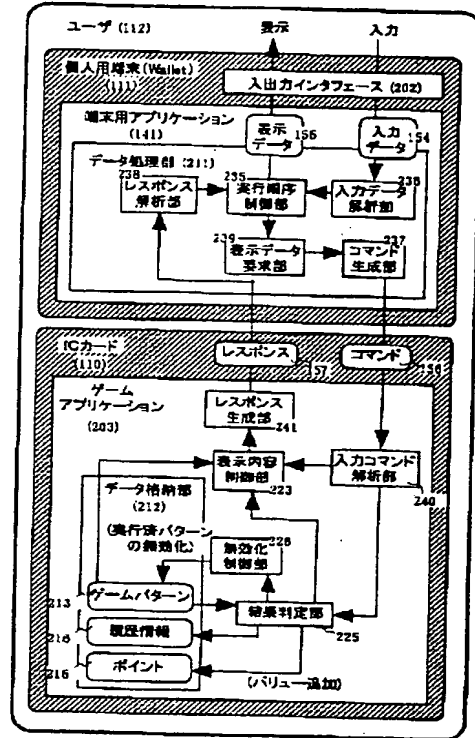 ユーザ (112)
表示
入力
個人用端末(Wallet)
(111)
入出力インタフェース (202)
端末用アプリケーション
(141)
表示
データ
156
入力
データ
154
データ処理部 (211)
238
レスポンス
解析部
235
実行順序
制御部
入力データ
解析部
239
表示データ
要求部
237
コマンド
生成部
ICカード
(110)
レスポンス
157
コマンド
ゲーム
アプリケーション
(203)
レスポンス
生成部
241
表示内容
制御部
223
入力コマンド
解析部
240
データ格納部
(212)
(実行済パターン
の無効化)
226
無効化
制御部
213
ゲームパターン
結果判定部
225
履歴情報
216
ポイント
(バリュー追加)